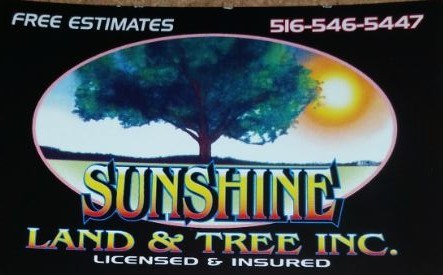 FREE ESTIMATES 516-546-5447
SUNSHINE
LAND & TREE INC.
LICENSED & INSURED